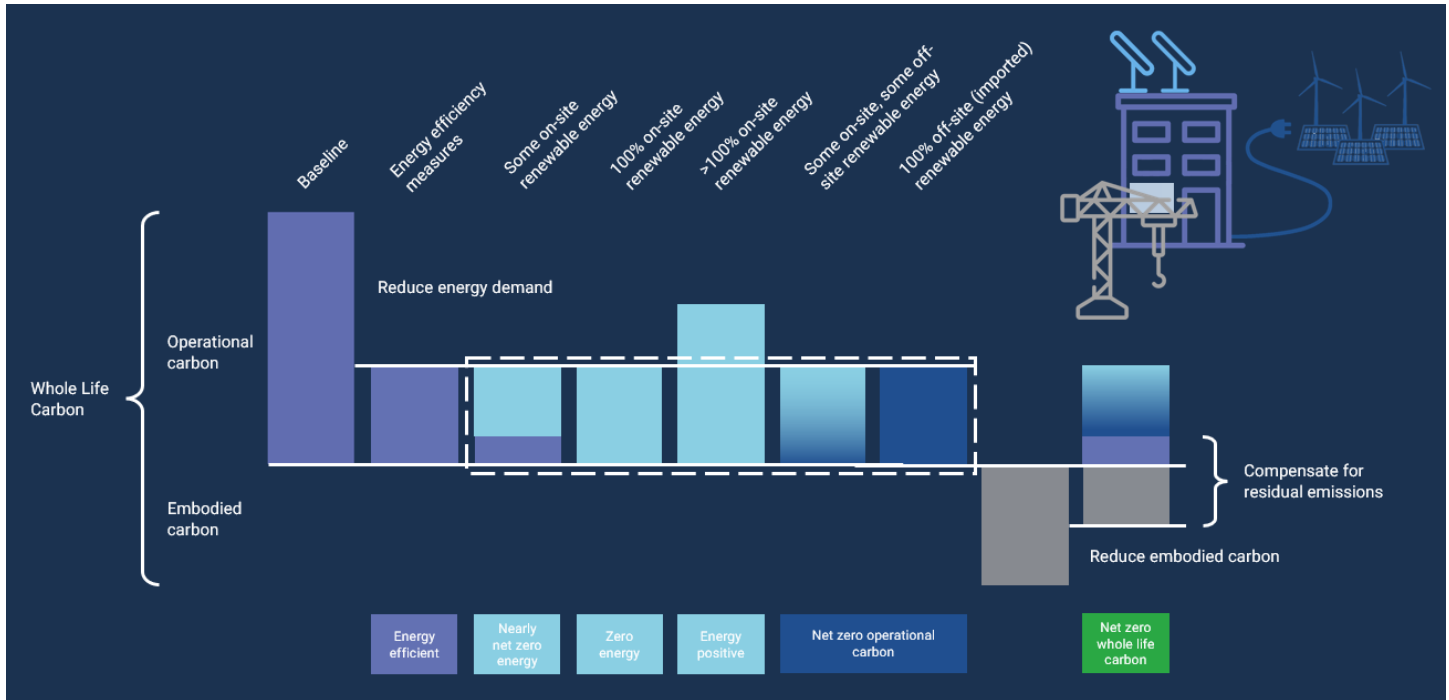 Baseline
Energy efficiency
measures
Some on-site
renewable energy
100% on-site
renewable energy
>100% on-site
renewable energy
Some on-site, some off-
site renewable energy
100% off-site (imported)
renewable energy
Reduce energy demand
Operational
carbon
Whole Life
Carbon
Embodied
carbon
Compensate for
residual emissions
Reduce embodied carbon
Energy
efficient
Nearly
net zero
energy
Zero
energy
Energy
positive
Net zero operational
carbon
Net zero
whole life
carbon